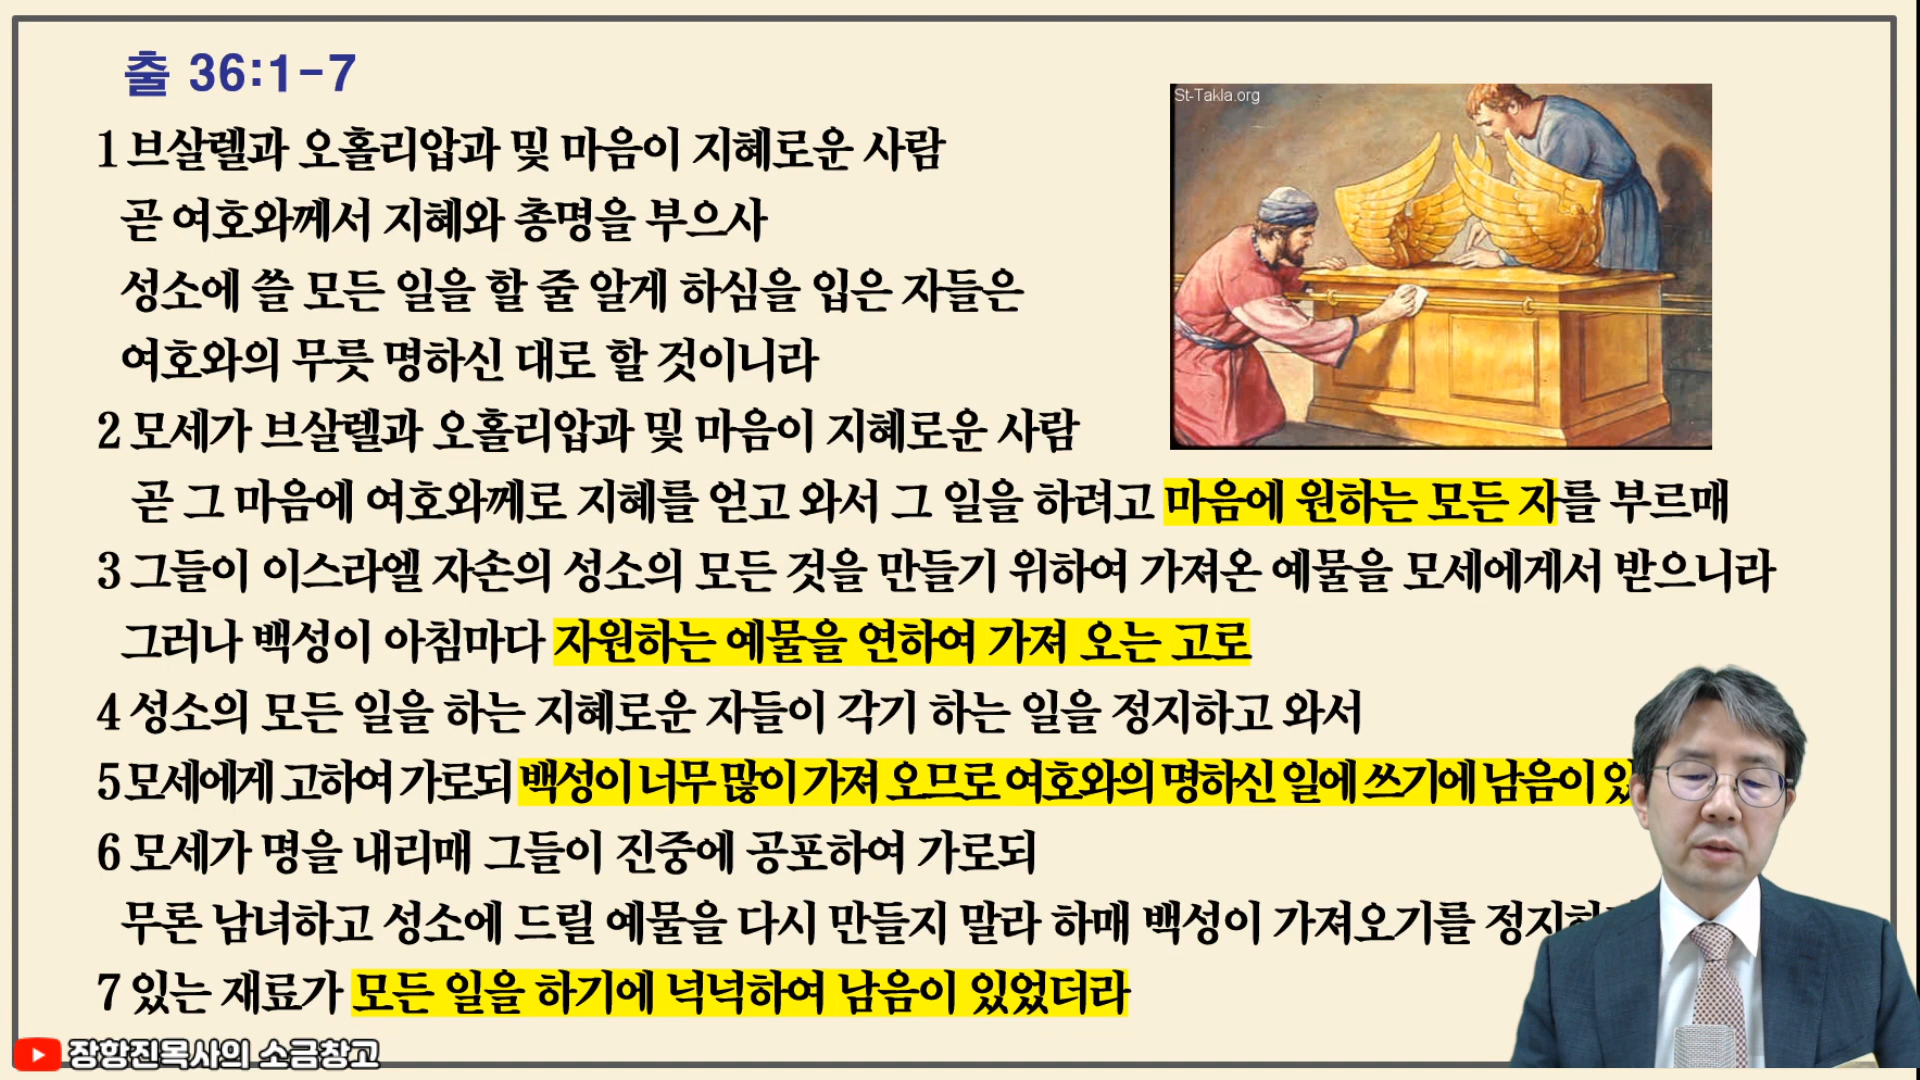 출 36:1-7
St-Takla.org
1 브살렐과 오홀리압과 및 마음이 지혜로운 사람
곧 여호와께서 지혜와 총명을 부으사
성소에 쓸 모든 일을 할 줄 알게 하심을 입은 자들은
여호와의 무릇 명하신 대로 할 것이니라
2 모세가 브살렐과 오홀리압과 및 마음이 지혜로운 사람
곧 그 마음에 여호와께로 지혜를 얻고 와서 그 일을 하려고 마음에 원하는 모든 자를 부르매
3 그들이 이스라엘 자손의 성소의 모든 것을 만들기 위하여 가져온 예물을 모세에게서 받으니라
그러나 백성이 아침마다 자원하는 예물을 연하여 가져 오는 고로
4 성소의 모든 일을 하는 지혜로운 자들이 각기 하는 일을 정지하고 와서
5 모세에게 고하여 가로되 백성이 너무 많이 가져 오므로 여호와의 명하신 일에 쓰기에 남음이
6 모세가 명을 내리매 그들이 진중에 공포하여 가로되
무론 남녀하고 성소에 드릴 예물을 다시 만들지 말라 하매 백성이 가져오기를
7 있는 재료가 모든 일을 하기에 넉넉하여 남음이 있었더라
장항진목사의 소금창고